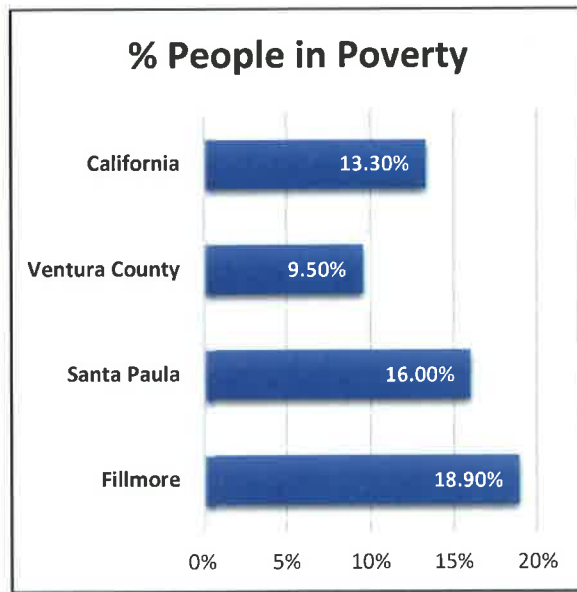 % People in Poverty
California
13.30%
Ventura County
9.50%
Santa Paula
16.00%
Fillmore
18.90%
0%
5%
10%
15%
20%